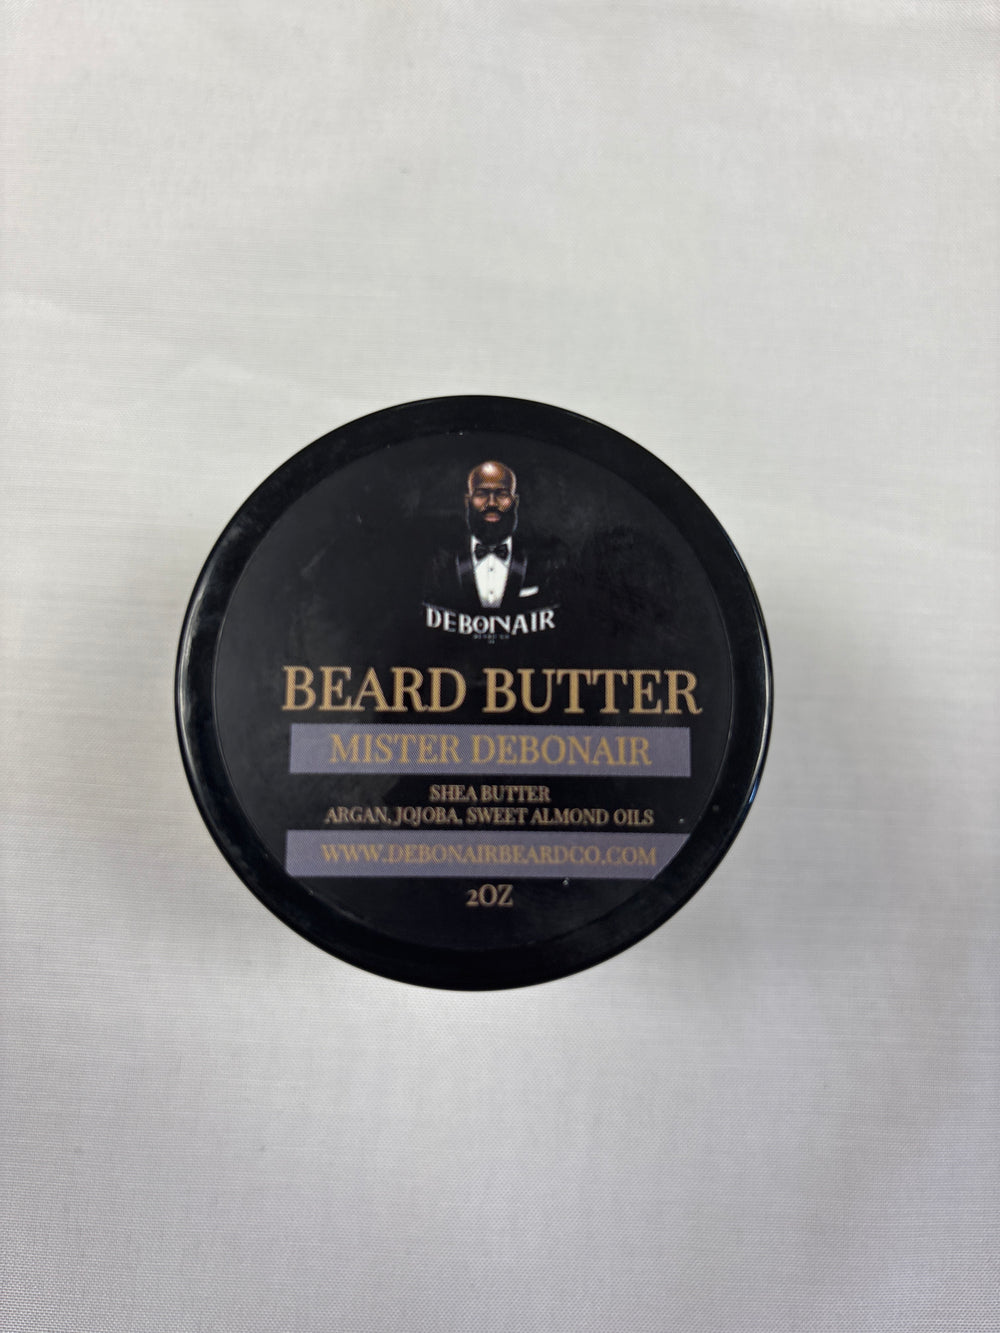 DEBONAIR
BEARD BUTTER
MISTER DEBONAIR
SHEA BUTTER
ARGAN, JOJOBA, SWEET ALMOND OILS
WWW.DEBONAIRBEARDCO.COM
2OZ